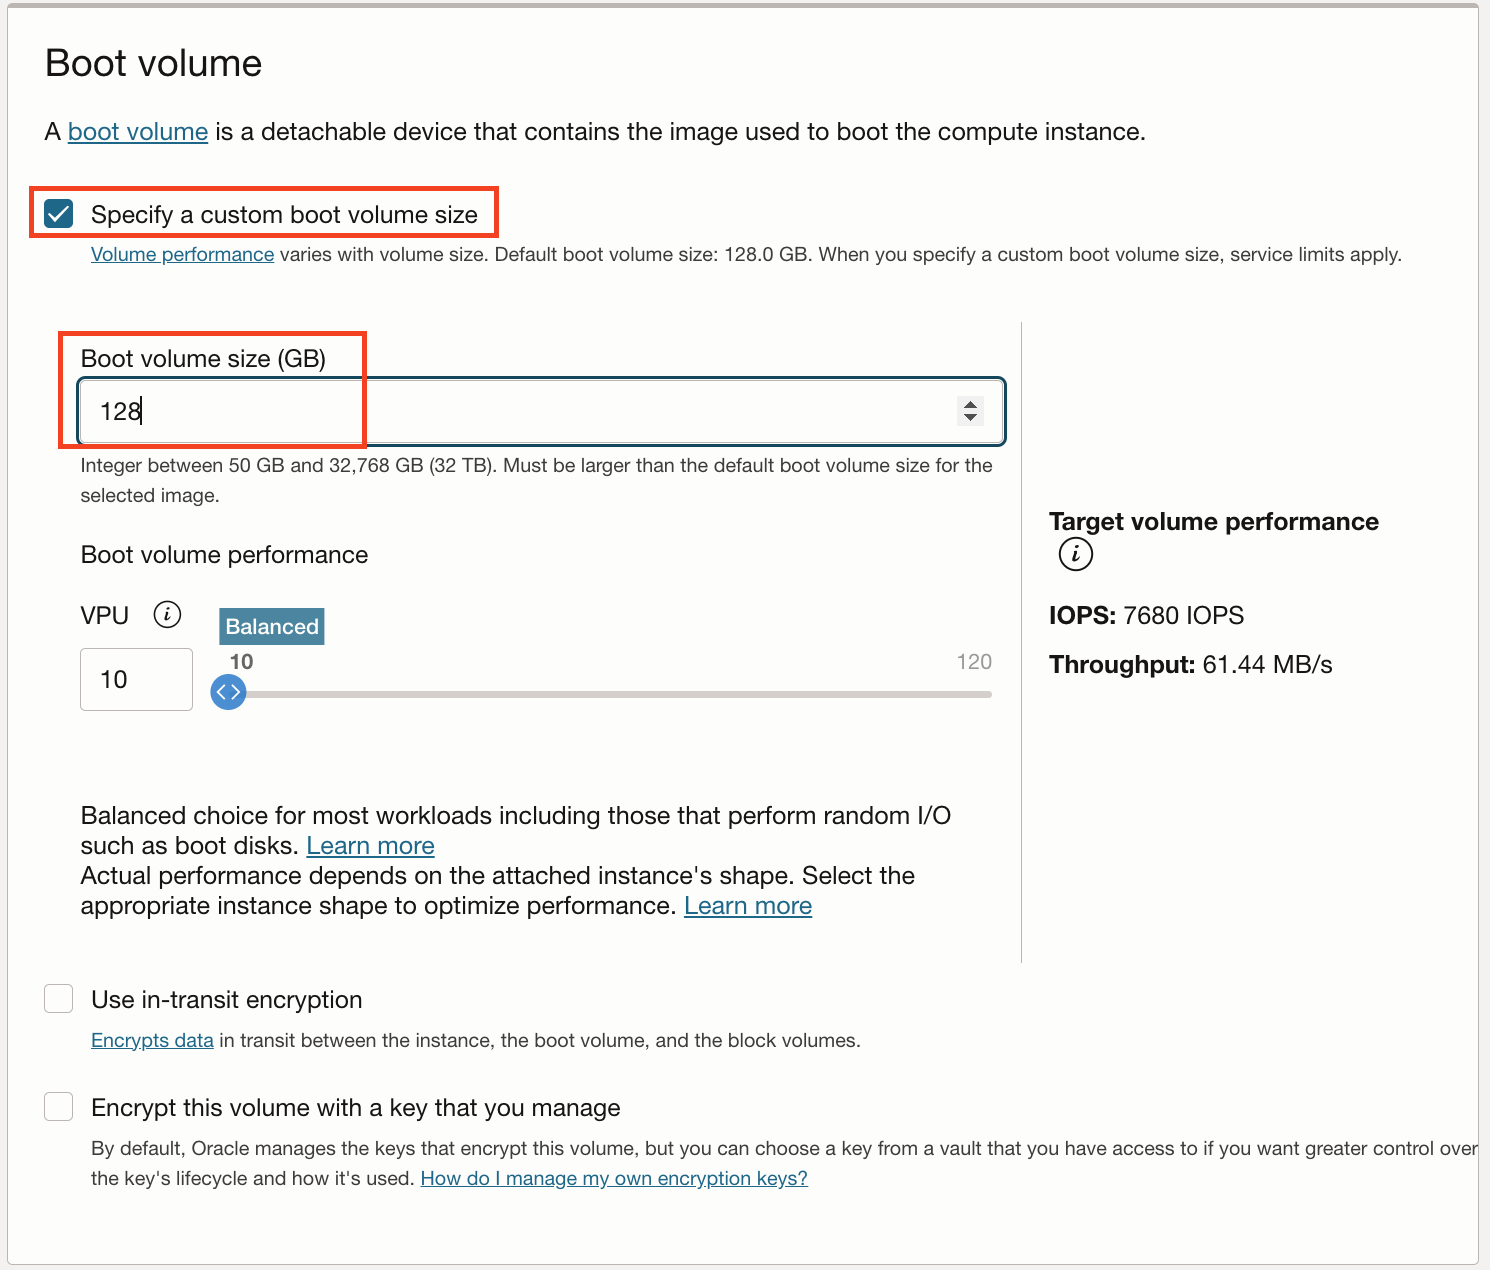 Boot volume
A boot volume is a detachable device that contains the image used to boot the compute instance.
Specify a custom boot volume size
Volume performance varies with volume size. Default boot volume size: 128.0 GB. When you specify a custom boot volume size, service limits apply.
Boot volume size (GB)
128
Integer between 50 GB and 32,768 GB (32 TB). Must be larger than the default boot volume size for the
selected image.
Boot volume performance
VPU
Balanced
10
120
10
Balanced choice for most workloads including those that perform random I/O
such as boot disks. Learn more
Actual performance depends on the attached instance's shape. Select the
appropriate instance shape to optimize performance. Learn more
Target volume performance
IOPS: 7680 IOPS
Throughput: 61.44 MB/s
Use in-transit encryption
Encrypts data in transit between the instance, the boot volume, and the block volumes.
Encrypt this volume with a key that you manage
By default, Oracle manages the keys that encrypt this volume, but you can choose a key from a vault that you have access to if you want greater control over
the key's lifecycle and how it's used. How do I manage my own encryption keys?